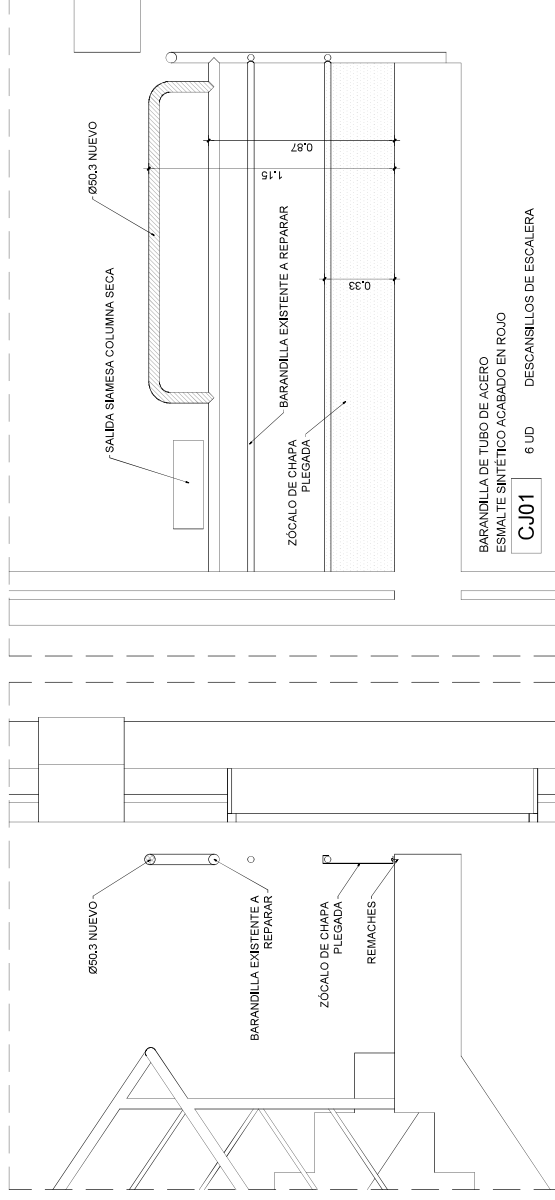 Ø50.3 NUEVO
BARANDILLA EXISTENTE A
REPARAR
ZÓCALO DE CHAPA
PLEGADA
REMACHES
SALIDA SIAMESA COLUMNA SECA
Ø50.3 NUEVO
BARANDILLA EXISTENTE A REPARAR
ZÓCALO DE CHAPA
PLEGADA
0.87
1.15
0.33
BARANDILLA DE TUBO DE ACERO
ESMALTE SINTÉTICO ACABADO EN ROJO
CJ01 6 UD DESCANSILLOS DE ESCALERA